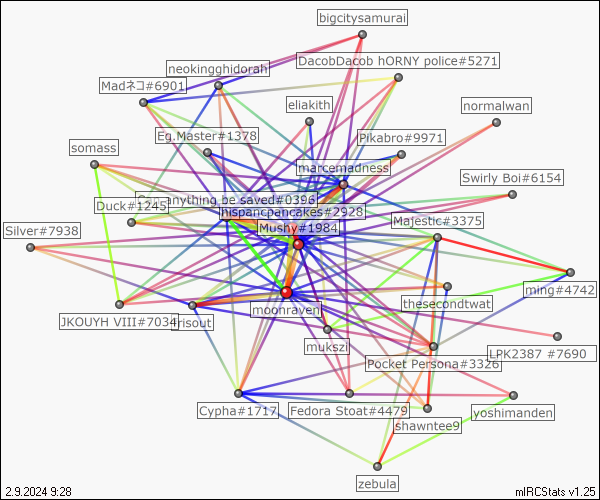 bigcitysamurai
DacobDacob hORNY police#5271
neokingghidorah
Madネコ#6901
eliakith
normalwan
Eg.Master#1378
Pikabro#9971
somass
marcemadness
Swirly Boi#6154
anything be saved#0396
Duck#1245
hispanicpencakes#2928
Majestic#3375
Mushy#1984
Silver#7938
ming#4742
thesecondtwat
moonraven
JKOUYH VIII#7034
risout
mukszi
LPK2387 #7690
Pocket Persona#3326
Cypha#1717
Fedora Stoat#4479
yoshimanden
shawntee9
zebula
2.9.2024 9:28
mIRCStats v1.25